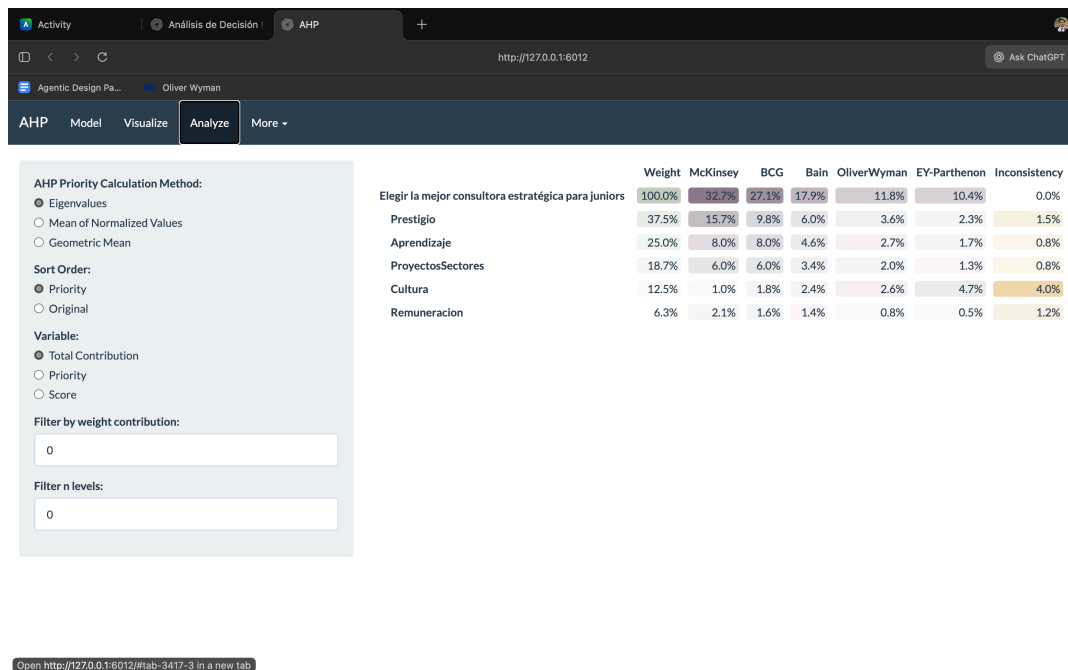 Activity
Análisis de Decisión
AHP
http://127.0.0.1:6012
Ask ChatGPT
Agentic Design Pa...
Oliver Wyman
AHP Model Visualize Analyze More
AHP Priority Calculation Method:
Eigenvalues
Mean of Normalized Values
Geometric Mean
Sort Order:
Priority
Original
Variable:
Total Contribution
Priority
Score
Filter by weight contribution:
0
Filter n levels:
0
Weight McKinsey BCG Bain OliverWyman EY-Parthenon Inconsistency
Elegir la mejor consultora estratégica para juniors 100.0% 32.7% 27.1% 17.9% 11.8% 10.4% 0.0%
Prestigio 37.5% 15.7% 9.8% 6.0% 3.6% 2.3% 1.5%
Aprendizaje 25.0% 8.0% 8.0% 4.6% 2.7% 1.7% 0.8%
ProyectosSectores 18.7% 6.0% 6.0% 3.4% 2.0% 1.3% 0.8%
Cultura 12.5% 1.0% 1.8% 2.4% 2.6% 4.7% 4.0%
Remuneracion 6.3% 2.1% 1.6% 1.4% 0.8% 0.5% 1.2%
Open http://127.0.0.1:6012/#tab-3417-3 in a new tab